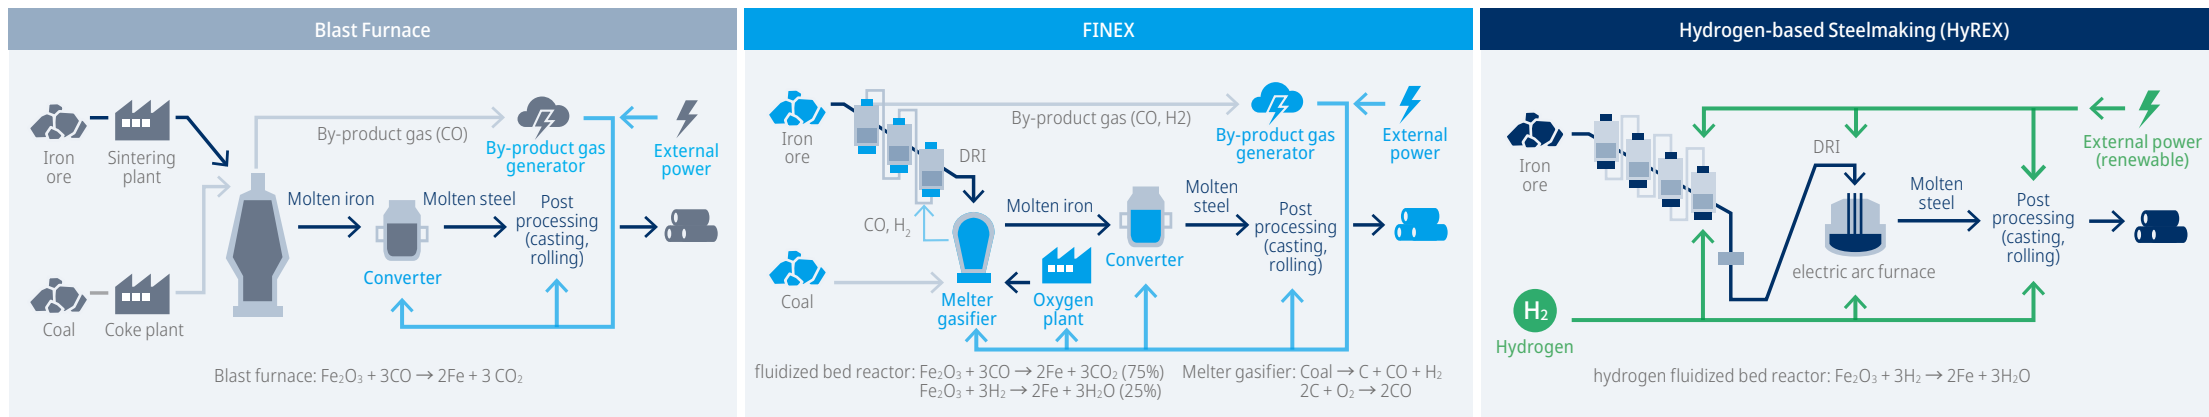 Blast Furnace
Iron
ore
Sintering
plant
By-product gas (CO)
By-product gas
generator
External
power
Molten iron
Molten steel
Post
processing
(casting,
rolling)
Converter
Coal
Coke plant
Blast furnace: Fe₂O₃ + 3CO → 2Fe + 3 CO₂
FINEX
Iron
ore
By-product gas (CO, H2)
By-product gas
generator
External
power
DRI
CO, H₂
Molten iron
Molten
steel
Post
processing
(casting,
rolling)
Converter
Coal
Melter
gasifier
Oxygen
plant
fluidized bed reactor: Fe₂O₃ + 3CO → 2Fe + 3CO₂ (75%)
Fe₂O₃ + 3H₂ → 2Fe + 3H₂O (25%)
Melter gasifier: Coal → C + CO + H₂
2C + O₂ → 2CO
Hydrogen-based Steelmaking (HyREX)
Iron
ore
DRI
External power
(renewable)
Molten
steel
Post
processing
(casting,
rolling)
electric arc furnace
H₂
Hydrogen
hydrogen fluidized bed reactor: Fe₂O₃ + 3H₂ → 2Fe + 3H₂O